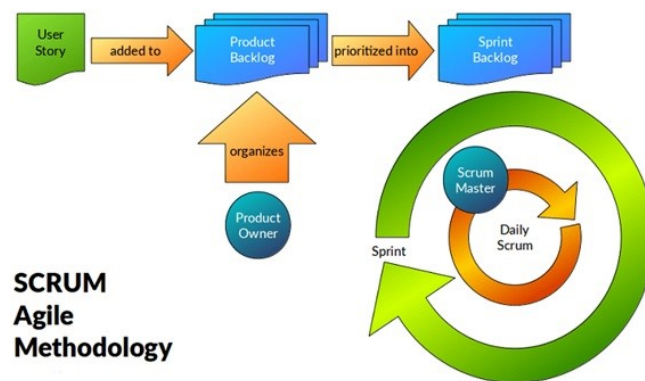 User
Story
added to
Product
Backlog
prioritized into
Sprint
Backlog
organizes
Product
Owner
Scrum
Master
Daily
Scrum
Sprint
SCRUM
Agile
Methodology